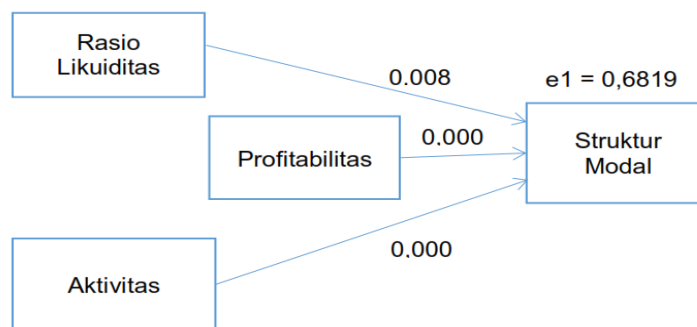 Rasio
Likuiditas
0.008
e1 = 0,6819
0.000
Profitabilitas
Struktur
Modal
0.000
Aktivitas